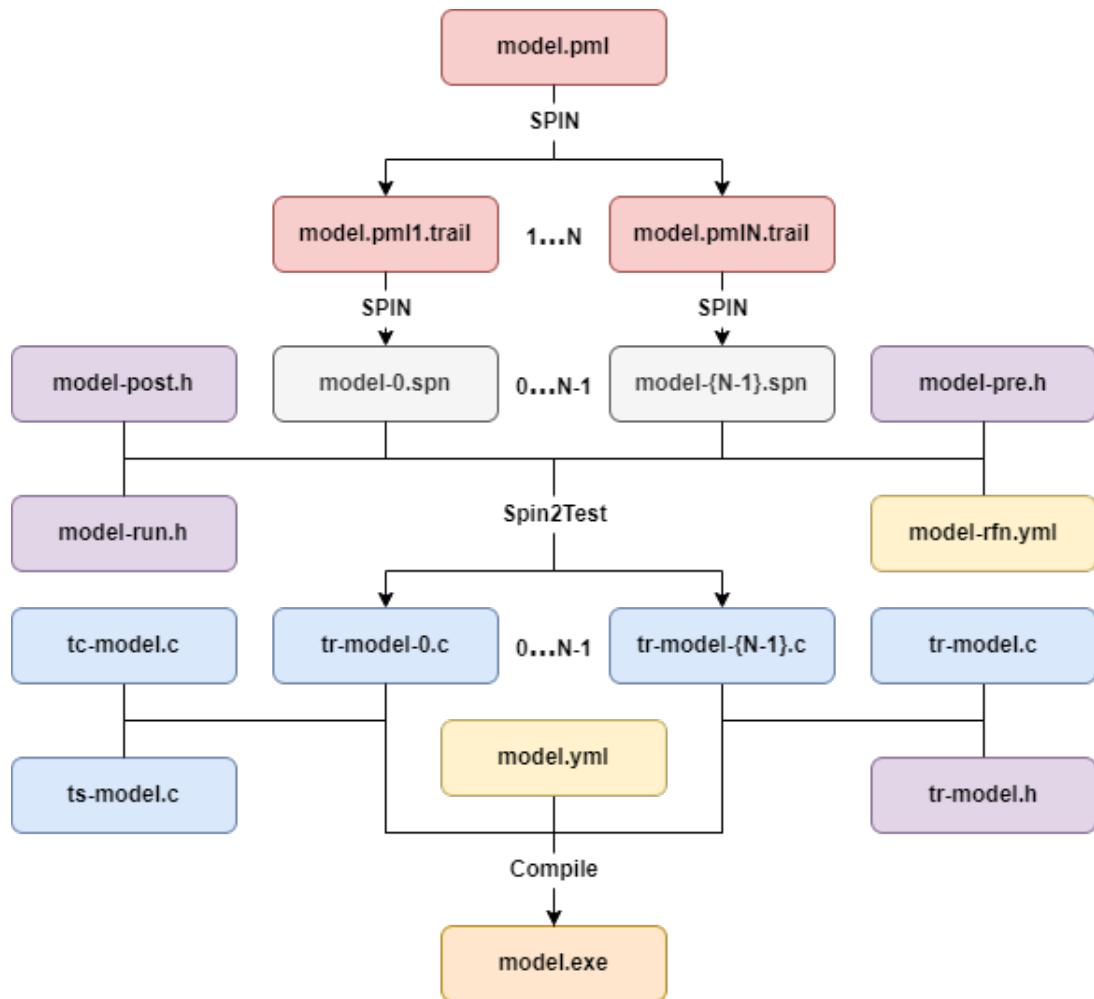 model.pml
SPIN
model.pml1.trail
1...N
model.pmlN.trail
SPIN
SPIN
model-post.h
model-0.spn
0...N-1
model-{N-1}.spn
model-pre.h
model-run.h
Spin2Test
model-rfn.yml
tc-model.c
tr-model-0.c
0...N-1
tr-model-{N-1}.c
tr-model.c
model.yml
ts-model.c
tr-model.h
Compile
model.exe